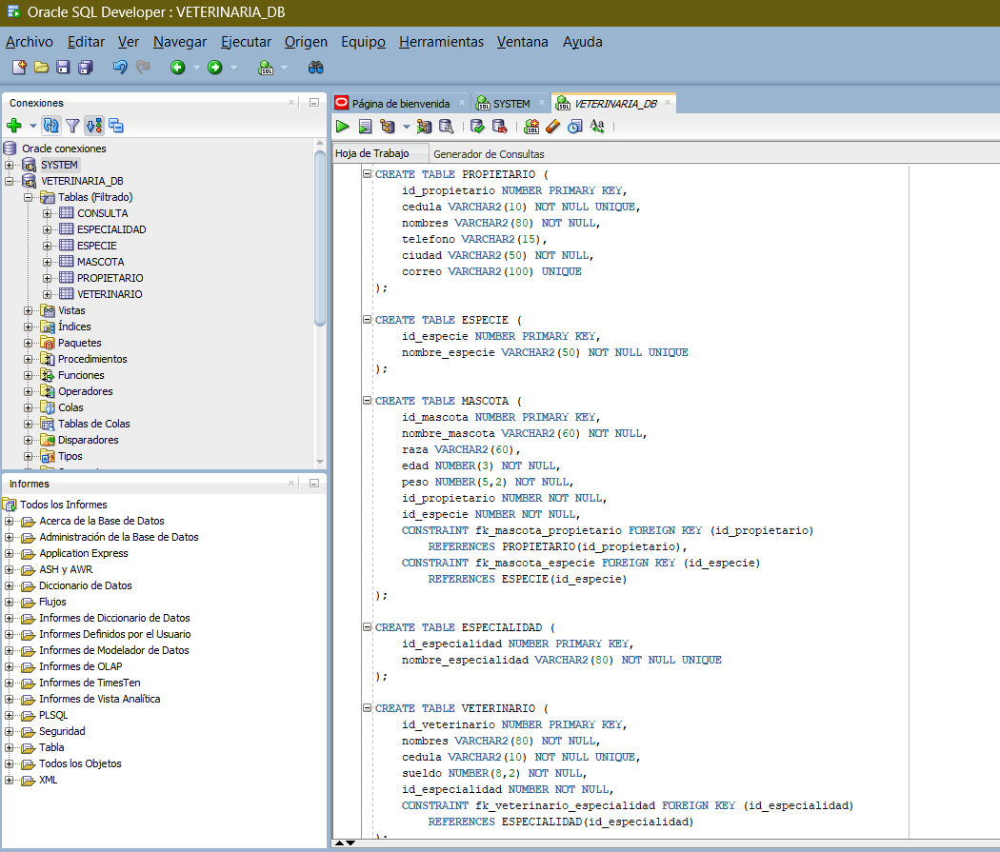 Oracle SQL Developer : VETERINARIA_DB
Archivo Editar Ver Navegar Ejecutar Origen Equipo Herramientas Ventana Ayuda
Conexiones
Oracle conexiones
SYSTEM
VETERINARIA_DB
Tablas (Filtrado)
CONSULTA
ESPECIALIDAD
ESPECIE
MASCOTA
PROPIETARIO
VETERINARIO
Vistas
Índices
Paquetes
Procedimientos
Funciones
Operadores
Colas
Tablas de Colas
Disparadores
Tipos
Informes
Todos los Informes
Acerca de la Base de Datos
Administración de la Base de Datos
Application Express
ASH y AWR
Diccionario de Datos
Flujos
Informes de Diccionario de Datos
Informes Definidos por el Usuario
Informes de Modelador de Datos
Informes de OLAP
Informes de TimesTen
Informes de Vista Analítica
PLSQL
Seguridad
Tabla
Todos los Objetos
XML
Página de bienvenida SYSTEM VETERINARIA_DB
Hoja de Trabajo Generador de Consultas
CREATE TABLE PROPIETARIO (
id_propietario NUMBER PRIMARY KEY,
cedula VARCHAR2(10) NOT NULL UNIQUE,
nombres VARCHAR2(80) NOT NULL,
telefono VARCHAR2(15),
ciudad VARCHAR2(50) NOT NULL,
correo VARCHAR2(100) UNIQUE
);
CREATE TABLE ESPECIE (
id_especie NUMBER PRIMARY KEY,
nombre_especie VARCHAR2(50) NOT NULL UNIQUE
);
CREATE TABLE MASCOTA (
id_mascota NUMBER PRIMARY KEY,
nombre_mascota VARCHAR2(60) NOT NULL,
raza VARCHAR2(60),
edad NUMBER(3) NOT NULL,
peso NUMBER(5,2) NOT NULL,
id_propietario NUMBER NOT NULL,
id_especie NUMBER NOT NULL,
CONSTRAINT fk_mascota_propietario FOREIGN KEY (id_propietario)
REFERENCES PROPIETARIO(id_propietario),
CONSTRAINT fk_mascota_especie FOREIGN KEY (id_especie)
REFERENCES ESPECIE(id_especie)
);
CREATE TABLE ESPECIALIDAD (
id_especialidad NUMBER PRIMARY KEY,
nombre_especialidad VARCHAR2(80) NOT NULL UNIQUE
);
CREATE TABLE VETERINARIO (
id_veterinario NUMBER PRIMARY KEY,
nombres VARCHAR2(80) NOT NULL,
cedula VARCHAR2(10) NOT NULL UNIQUE,
sueldo NUMBER(8,2) NOT NULL,
id_especialidad NUMBER NOT NULL,
CONSTRAINT fk_veterinario_especialidad FOREIGN KEY (id_especialidad)
REFERENCES ESPECIALIDAD(id_especialidad)
);